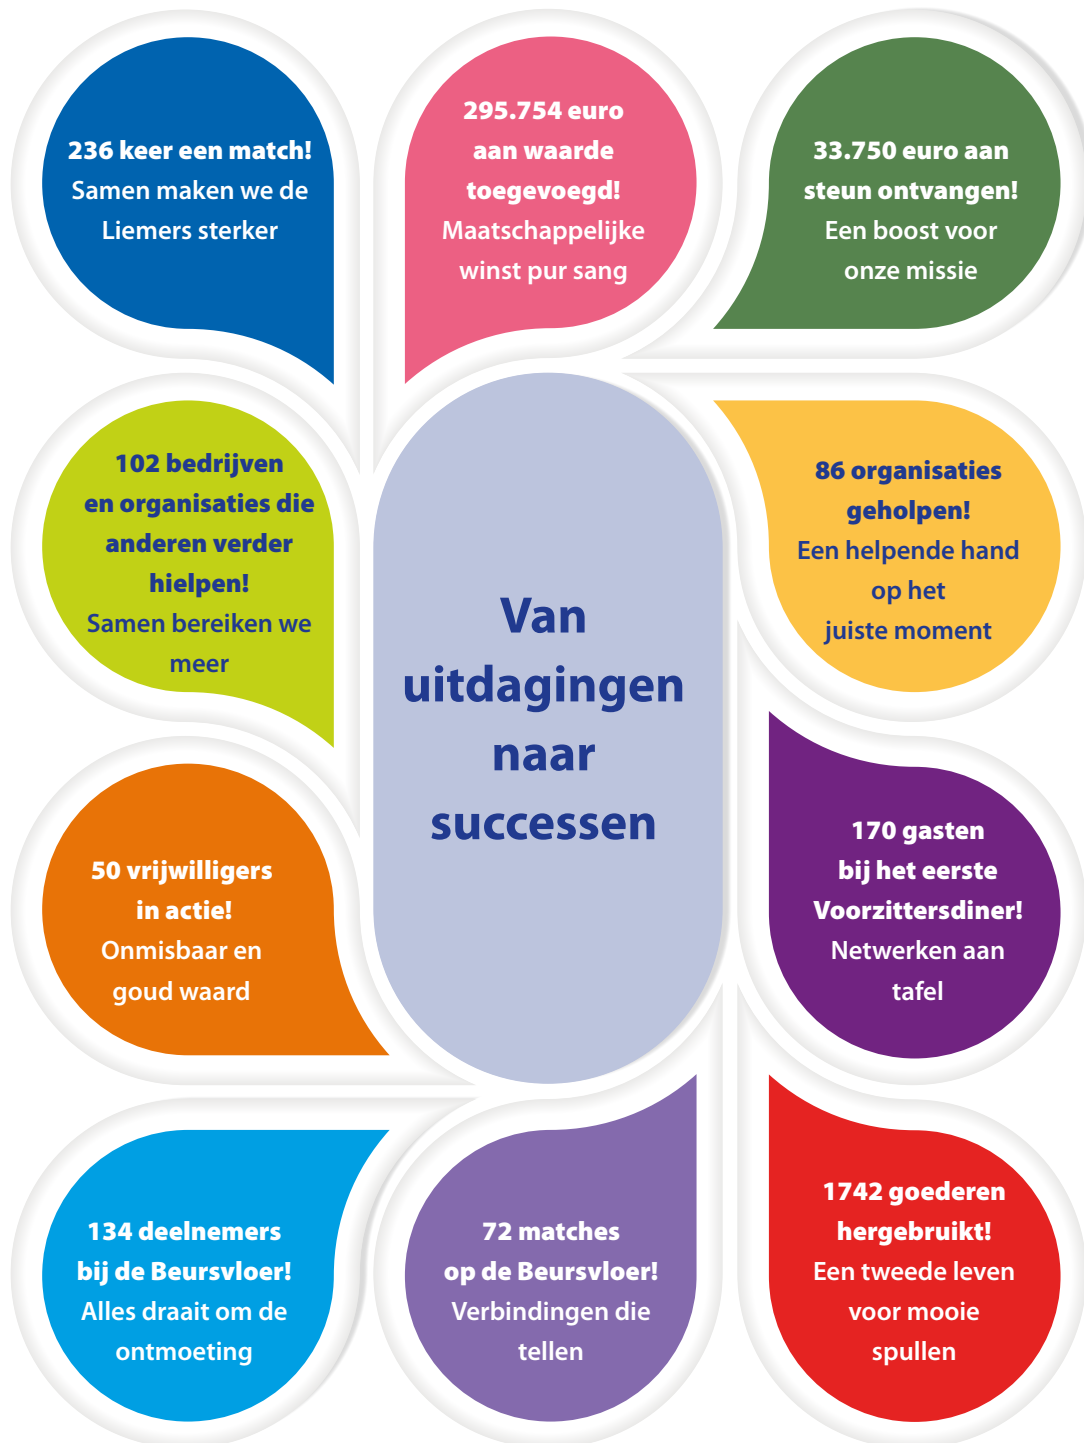 236 keer een match!
Samen maken we de
Liemers sterker
295.754 euro
aan waarde
toegevoegd!
Maatschappelijke
winst pur sang
33.750 euro aan
steun ontvangen!
Een boost voor
onze missie
102 bedrijven
en organisaties die
anderen verder
hielpen!
Samen bereiken we
meer
Van
uitdagingen
naar
successen
86 organisaties
geholpen!
Een helpende hand
op het
juiste moment
50 vrijwilligers
in actie!
Onmisbaar en
goud waard
170 gasten
bij het eerste
Voorzittersdiner!
Netwerken aan
tafel
134 deelnemers
bij de Beursvloer!
Alles draait om de
ontmoeting
72 matches
op de Beursvloer!
Verbindingen die
tellen
1742 goederen
hergebruikt!
Een tweede leven
voor mooie
spullen